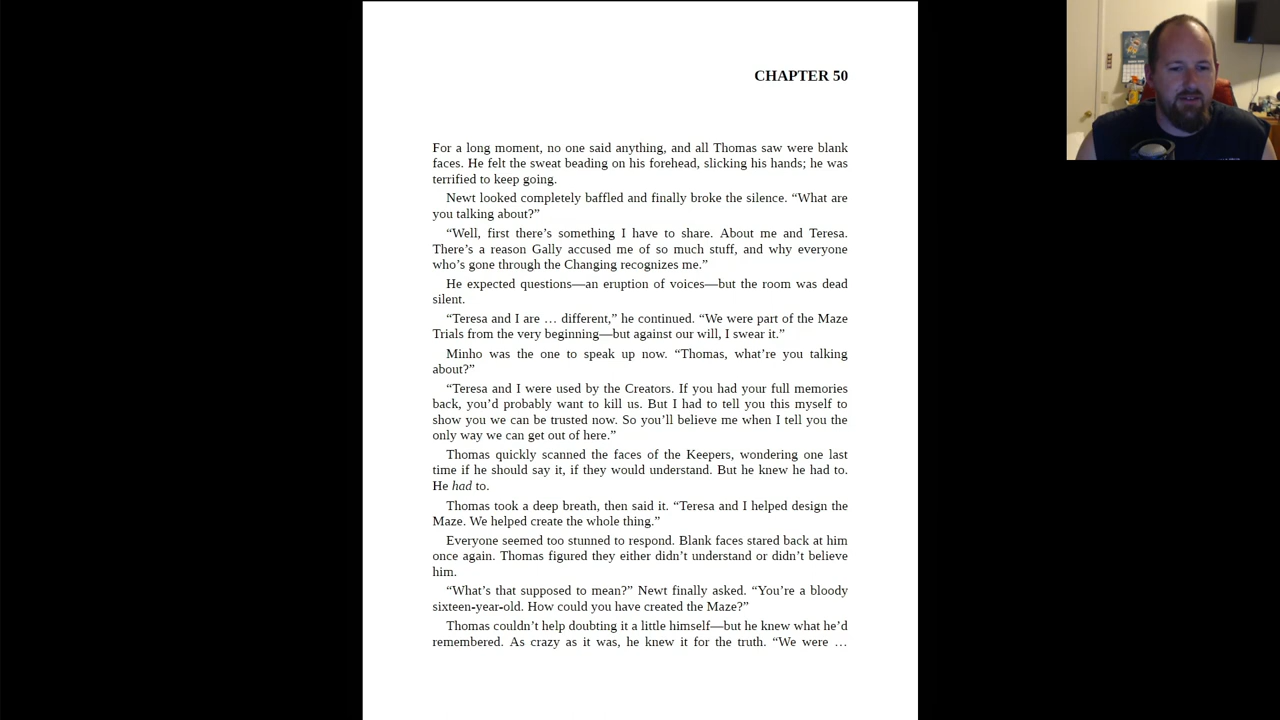 CHAPTER 50
For a long moment, no one said anything, and all Thomas saw were blank
faces. He felt the sweat beading on his forehead, slicking his hands; he was
terrified to keep going.
Newt looked completely baffled and finally broke the silence. “What are
you talking about?”
“Well, first there’s something I have to share. About me and Teresa.
There’s a reason Gally accused me of so much stuff, and why everyone
who’s gone through the Changing recognizes me.”
He expected questions—an eruption of voices—but the room was dead
silent.
“Teresa and I are … different,” he continued. “We were part of the Maze
Trials from the very beginning—but against our will, I swear it.”
Minho was the one to speak up now. “Thomas, what’re you talking
about?”
“Teresa and I were used by the Creators. If you had your full memories
back, you’d probably want to kill us. But I had to tell you this myself to
show you we can be trusted now. So you’ll believe me when I tell you the
only way we can get out of here.”
Thomas quickly scanned the faces of the Keepers, wondering one last
time if he should say it, if they would understand. But he knew he had to.
He had to.
Thomas took a deep breath, then said it. “Teresa and I helped design the
Maze. We helped create the whole thing.”
Everyone seemed too stunned to respond. Blank faces stared back at him
once again. Thomas figured they either didn’t understand or didn’t believe
him.
“What’s that supposed to mean?” Newt finally asked. “You’re a bloody
sixteen-year-old. How could you have created the Maze?”
Thomas couldn’t help doubting it a little himself—but he knew what he’d
remembered. As crazy as it was, he knew it for the truth. “We were …